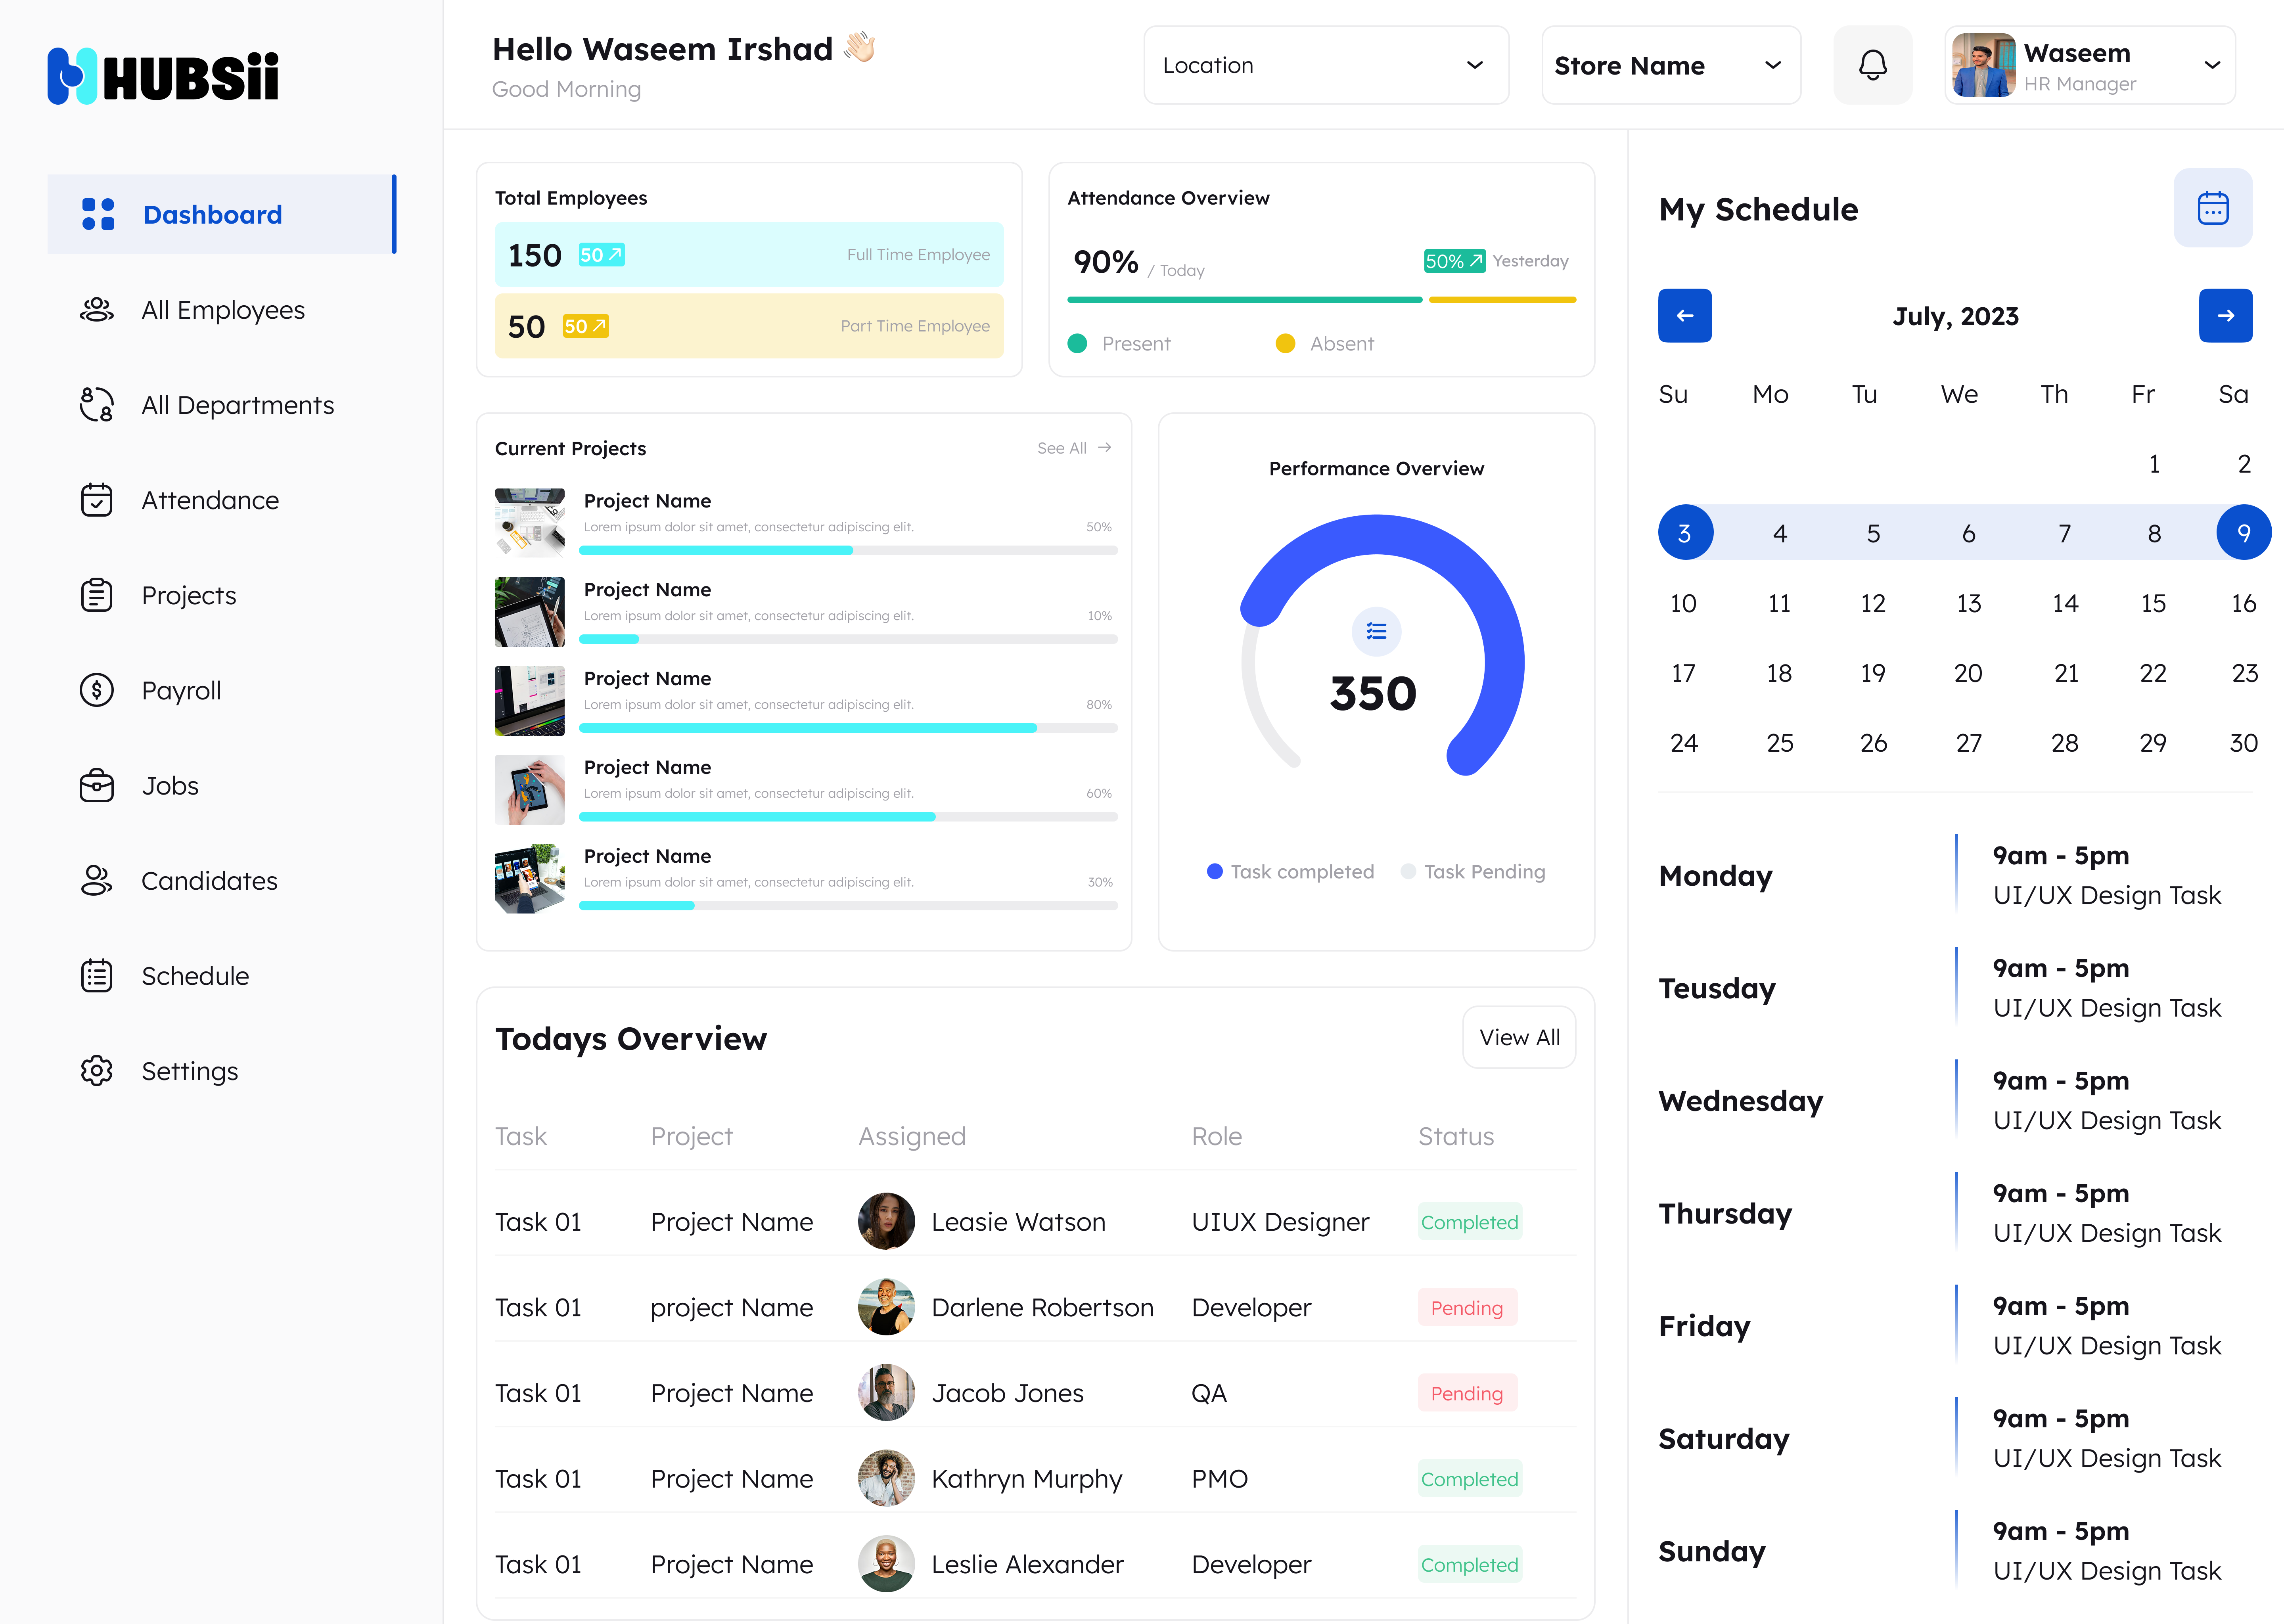 HUBSii
Dashboard
All Employees
All Departments
Attendance
Projects
Payroll
Jobs
Candidates
Schedule
Settings
Hello Waseem Irshad 👋🏻
Good Morning
Location
Store Name
Waseem
HR Manager
Total Employees
150 50 Full Time Employee
50 50 Part Time Employee
Attendance Overview
90% / Today 50% Yesterday
Present Absent
Current Projects See All
Project Name
Lorem ipsum dolor sit amet, consectetur adipiscing elit. 50%
Project Name
Lorem ipsum dolor sit amet, consectetur adipiscing elit. 10%
Project Name
Lorem ipsum dolor sit amet, consectetur adipiscing elit. 80%
Project Name
Lorem ipsum dolor sit amet, consectetur adipiscing elit. 60%
Project Name
Lorem ipsum dolor sit amet, consectetur adipiscing elit. 30%
Performance Overview
350
Task completed Task Pending
Todays Overview View All
Task Project Assigned Role Status
Task 01 Project Name Leasie Watson UIUX Designer Completed
Task 01 project Name Darlene Robertson Developer Pending
Task 01 Project Name Jacob Jones QA Pending
Task 01 Project Name Kathryn Murphy PMO Completed
Task 01 Project Name Leslie Alexander Developer Completed
My Schedule
July, 2023
Su Mo Tu We Th Fr Sa
1 2
3 4 5 6 7 8 9
10 11 12 13 14 15 16
17 18 19 20 21 22 23
24 25 26 27 28 29 30
Monday
9am - 5pm
UI/UX Design Task
Teusday
9am - 5pm
UI/UX Design Task
Wednesday
9am - 5pm
UI/UX Design Task
Thursday
9am - 5pm
UI/UX Design Task
Friday
9am - 5pm
UI/UX Design Task
Saturday
9am - 5pm
UI/UX Design Task
Sunday
9am - 5pm
UI/UX Design Task